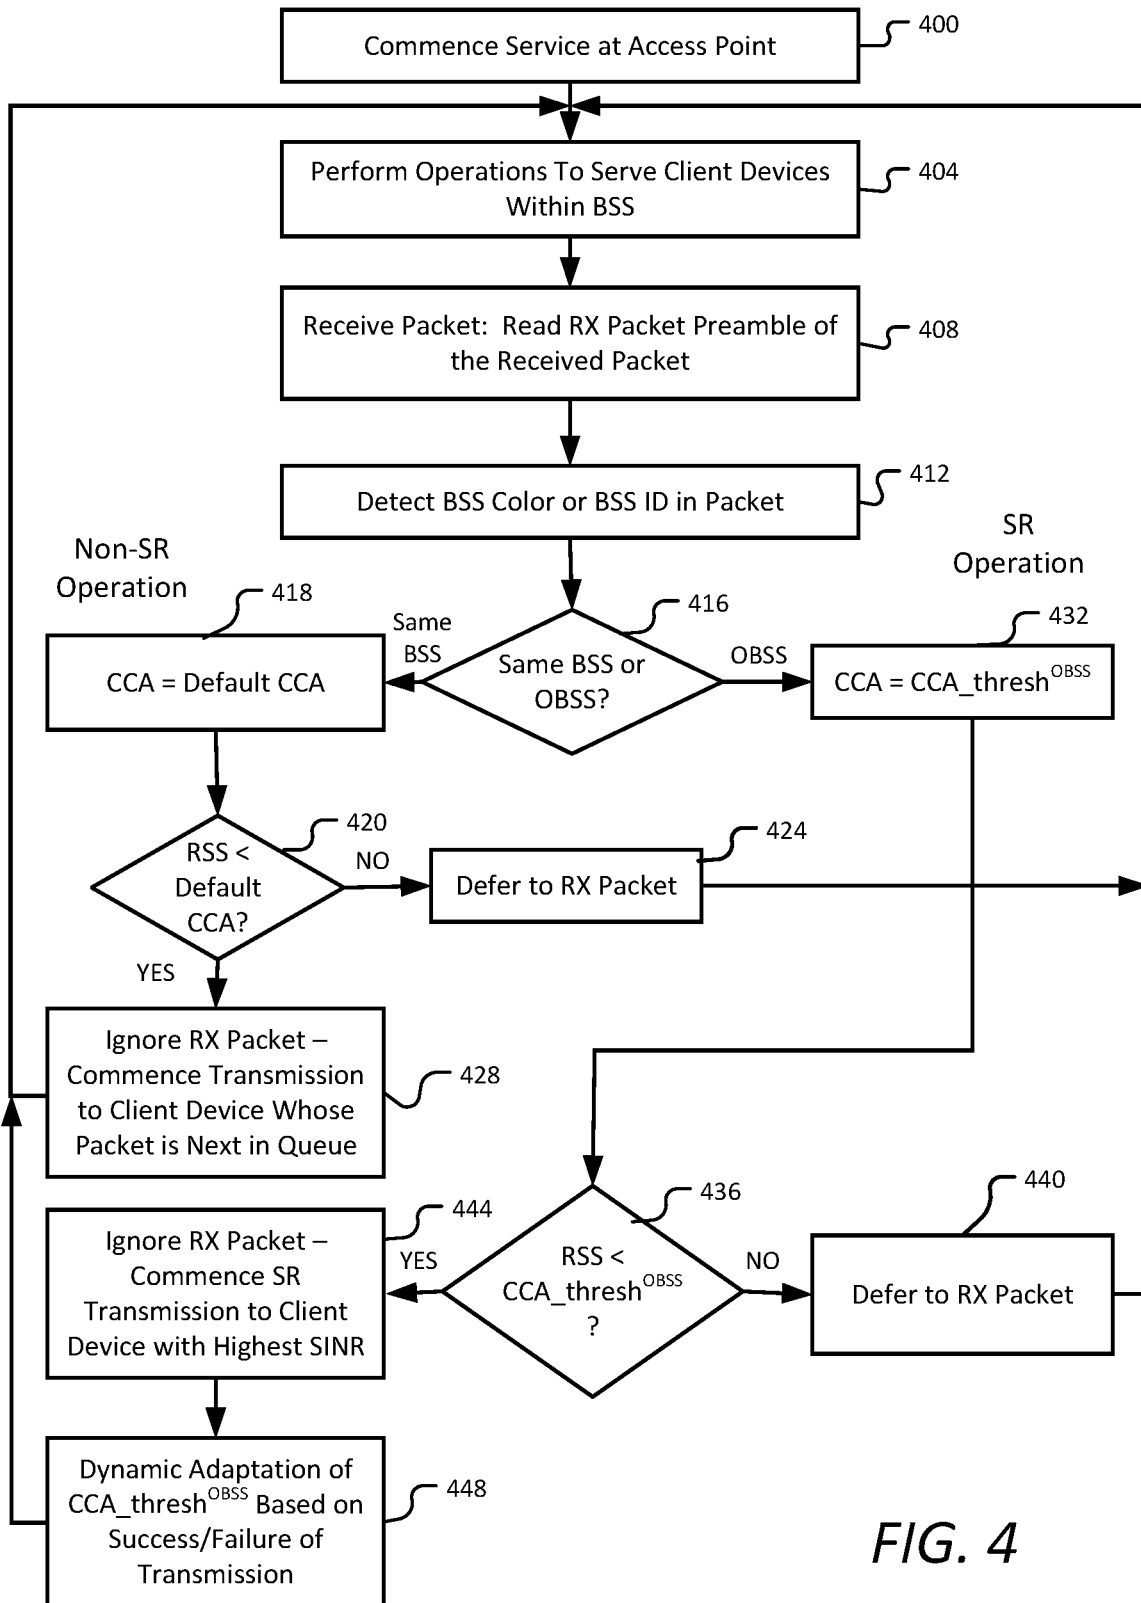 Commence Service at Access Point
400
Perform Operations To Serve Client Devices
Within BSS
404
Receive Packet: Read RX Packet Preamble of
the Received Packet
408
Detect BSS Color or BSS ID in Packet
412
Non-SR
Operation
SR
Operation
418
416
432
Same
BSS
OBSS
CCA = Default CCA
Same BSS or
OBSS?
CCA = CCA_thresh^OBSS
420
RSS <
Default
CCA?
NO
YES
424
Defer to RX Packet
Ignore RX Packet –
Commence Transmission
to Client Device Whose
Packet is Next in Queue
428
444
Ignore RX Packet –
Commence SR
Transmission to Client
Device with Highest SINR
YES
436
RSS <
CCA_thresh^OBSS
?
NO
440
Defer to RX Packet
Dynamic Adaptation of
CCA_thresh^OBSS Based on
Success/Failure of
Transmission
448
FIG. 4